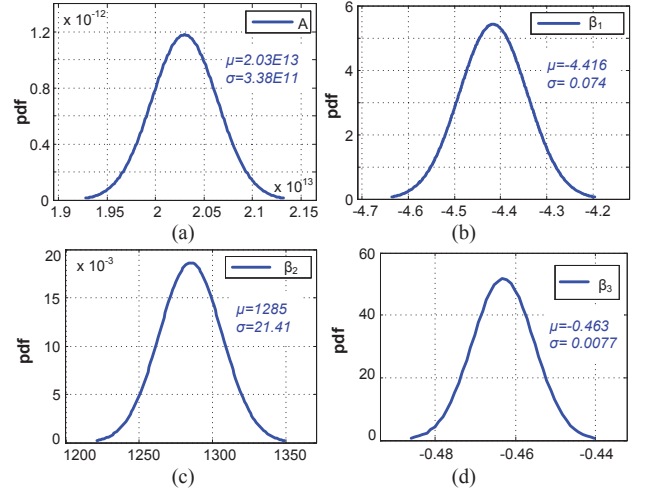 x 10-12
A
1.2
μ=2.03E13
σ=3.38E11
pdf
0.8
0.4
0
x 1013
1.9 1.95 2 2.05 2.1 2.15
(a)
6
β1
μ=-4.416
σ= 0.074
4
2
0
-4.7 -4.6 -4.5 -4.4 -4.3 -4.2
(b)
20
x 10-3
β2
15
μ=1285
σ=21.41
pdf
10
5
0
1200 1250 1300 1350
(c)
60
β3
μ=-0.463
σ= 0.0077
40
pdf
20
0
-0.48 -0.46 -0.44
(d)